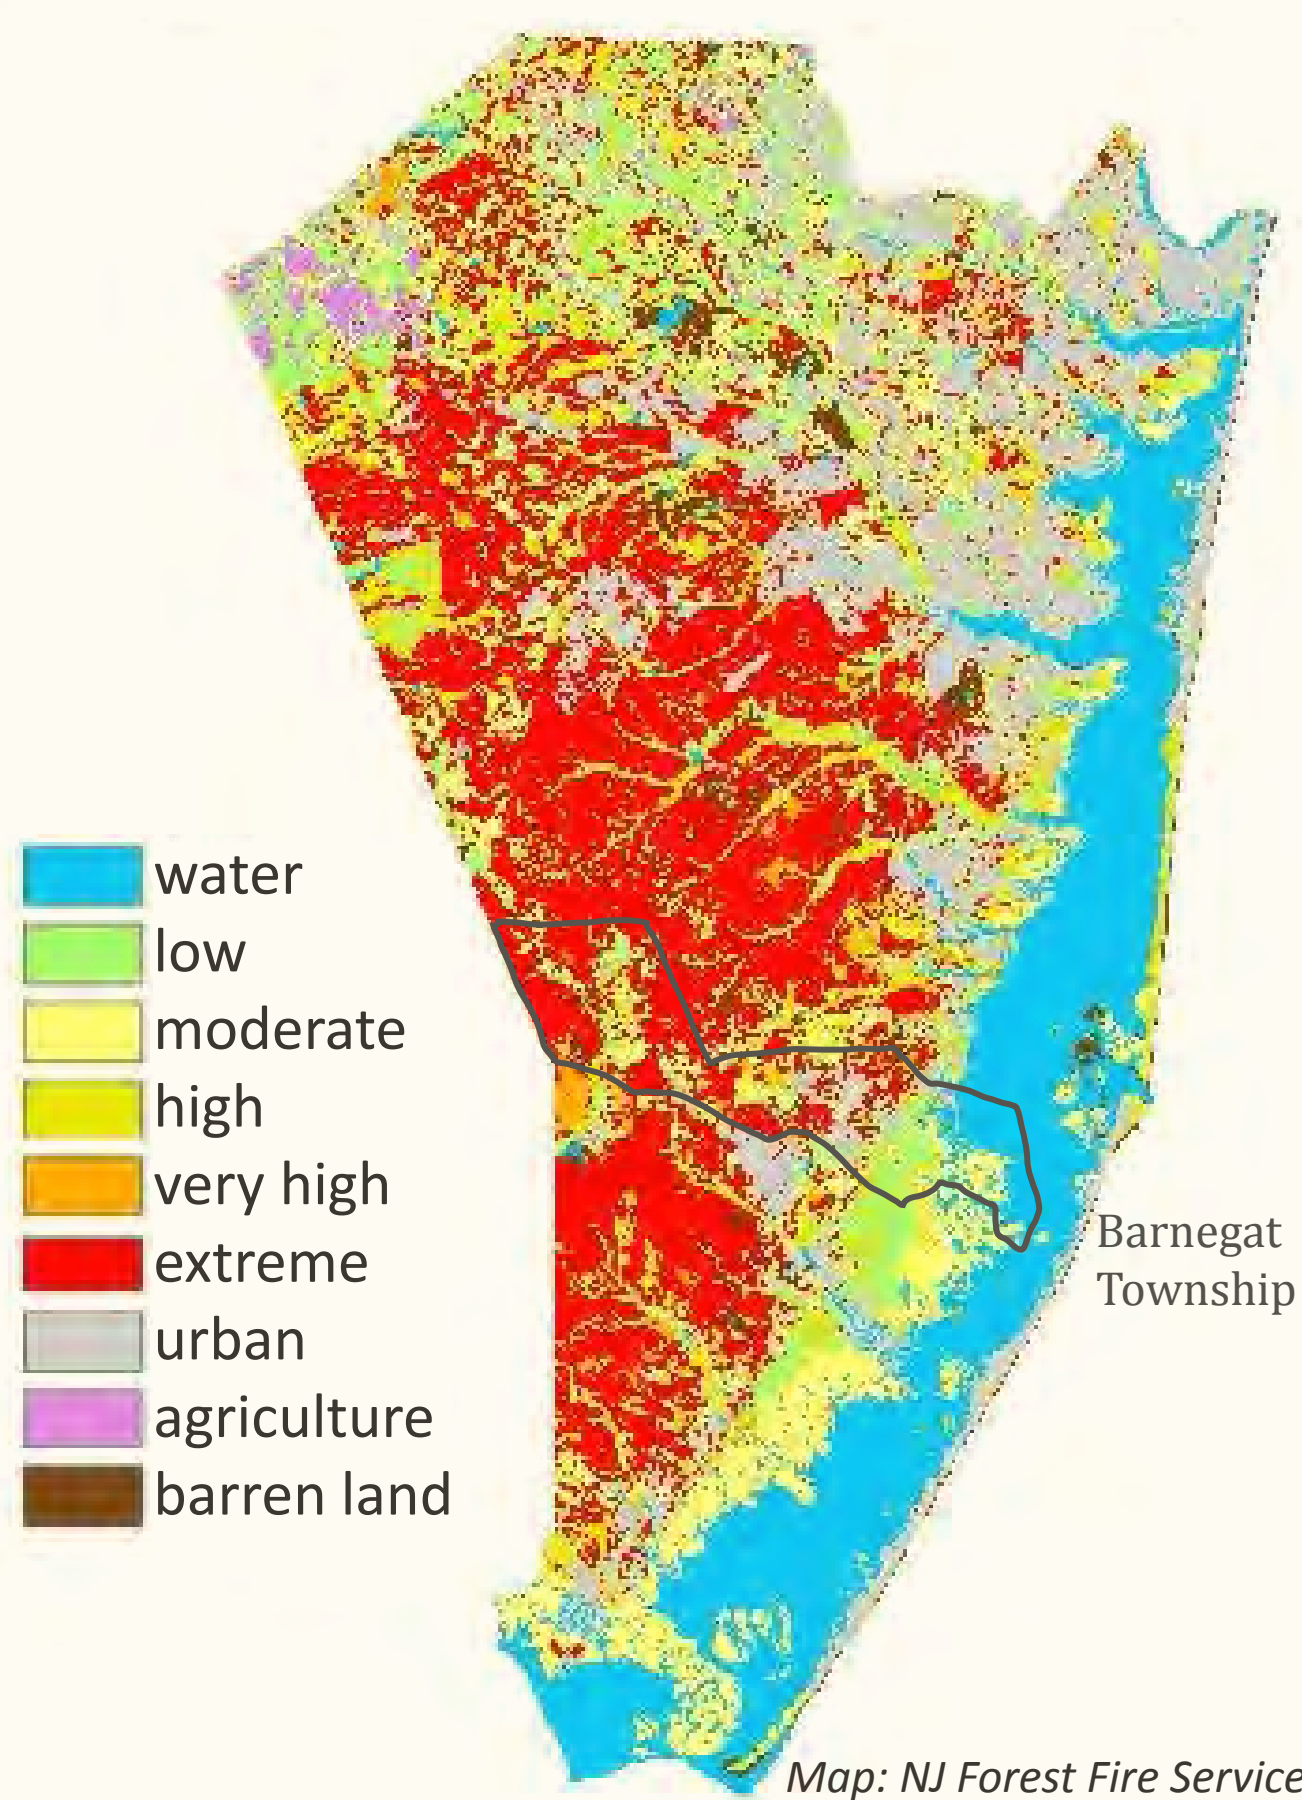 water
low
moderate
high
very high
extreme
urban
agriculture
barren land
Barnegat
Township
Map: NJ Forest Fire Service